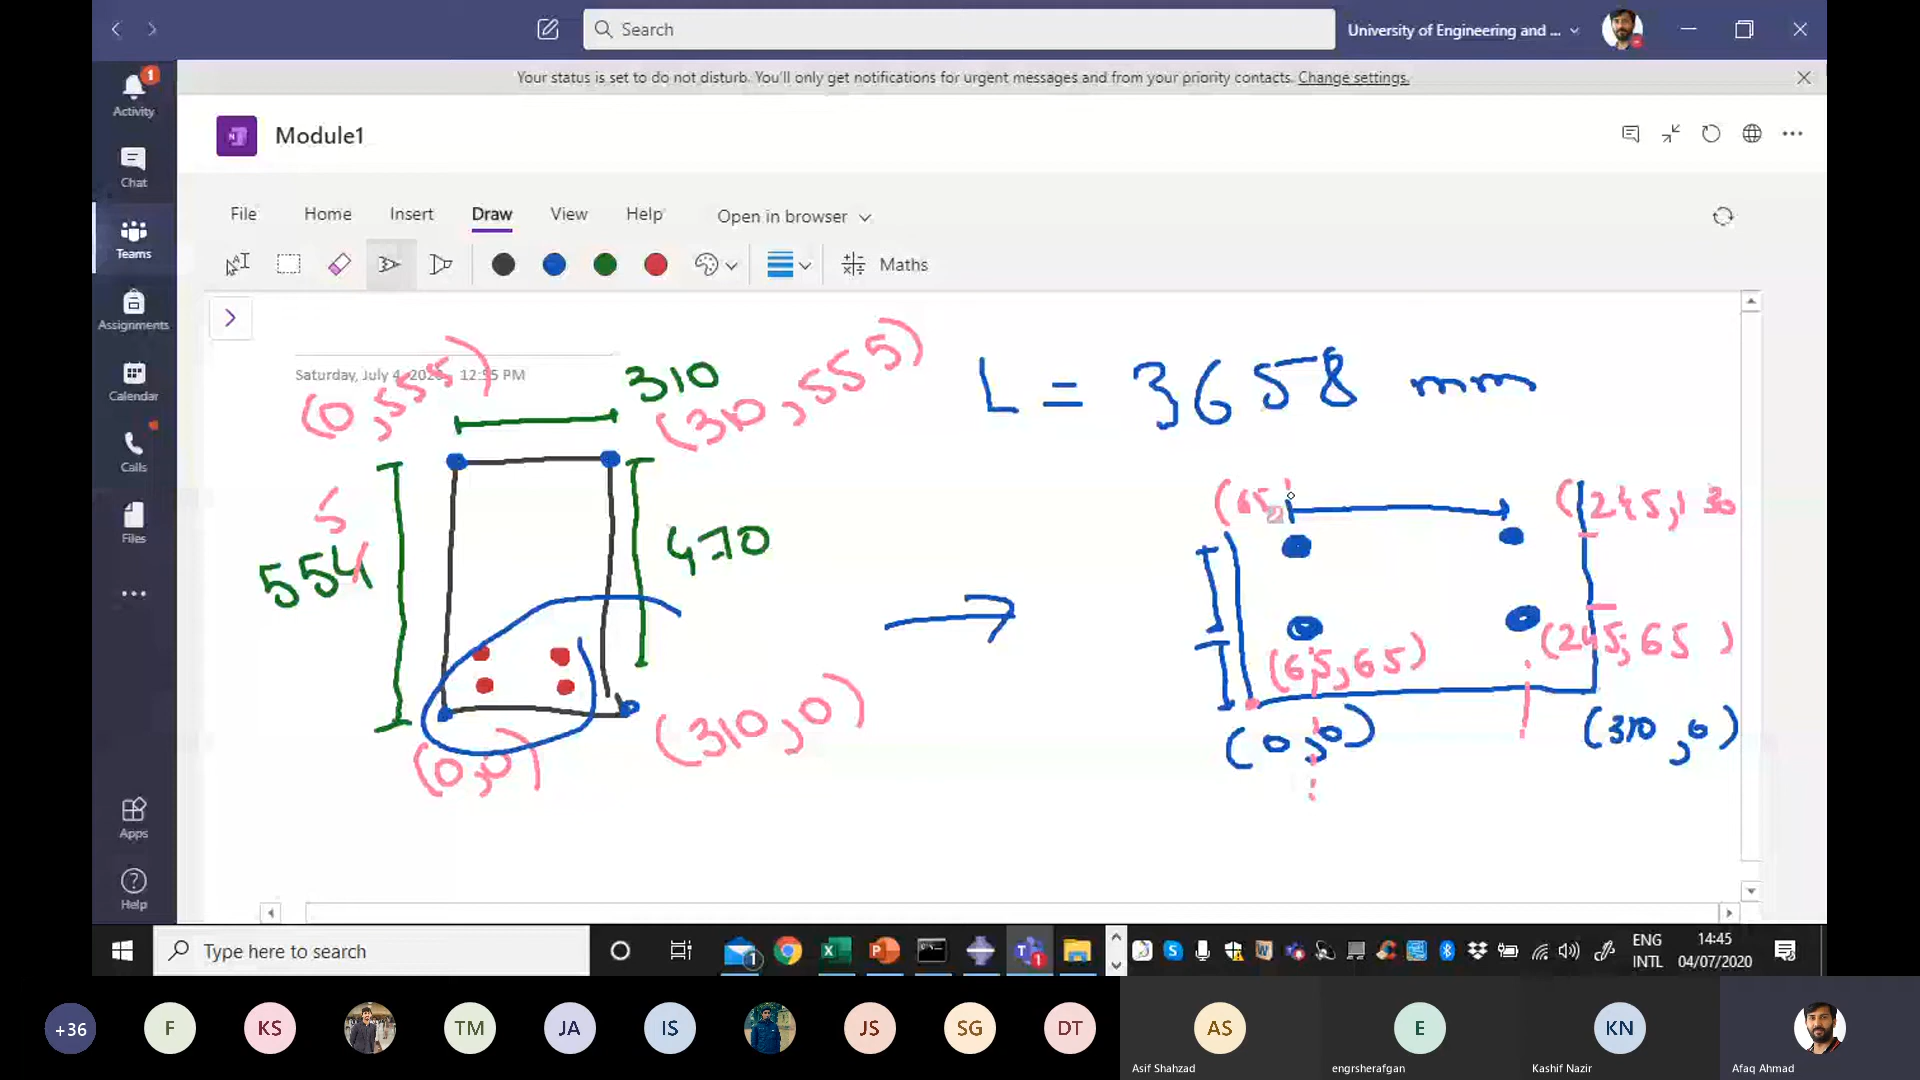 Search
University of Engineering and ...
Your status is set to do not disturb. You'll only get notifications for urgent messages and from your priority contacts. Change settings.
1
Activity
Chat
Teams
Assignments
Calendar
Calls
Files
Apps
Help
N
Module1
File Home Insert Draw View Help Open in browser
Maths
Saturday, July 4, 2020 12:55 PM
(0,555)
310
(310,555)
L = 3658 mm
5
554
470
(65,
(245,130
(65,65)
(245,65)
(310,0)
(0,0)
(0,0)
(310,0)
Type here to search
1
1
ENG
INTL
14:45
04/07/2020
+36
F
KS
TM
JA
IS
JS
SG
DT
AS
E
KN
Asif Shahzad
engrsherafgan
Kashif Nazir
Afaq Ahmad